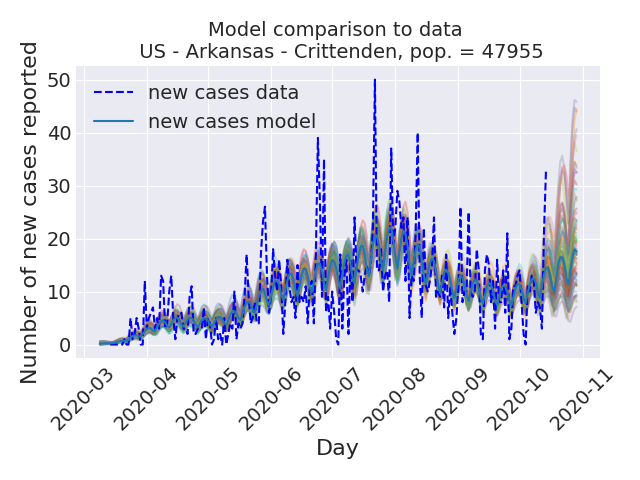 Model comparison to data
US - Arkansas - Crittenden, pop. = 47955
Number of new cases reported
50
40
30
20
10
0
new cases data
new cases model
2020-03
2020-04
2020-05
2020-06
2020-07
2020-08
2020-09
2020-10
2020-11
Day